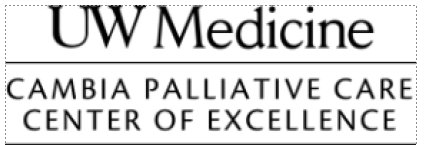 UW Medicine
CAMBIA PALLIATIVE CARE
CENTER OF EXCELLENCE